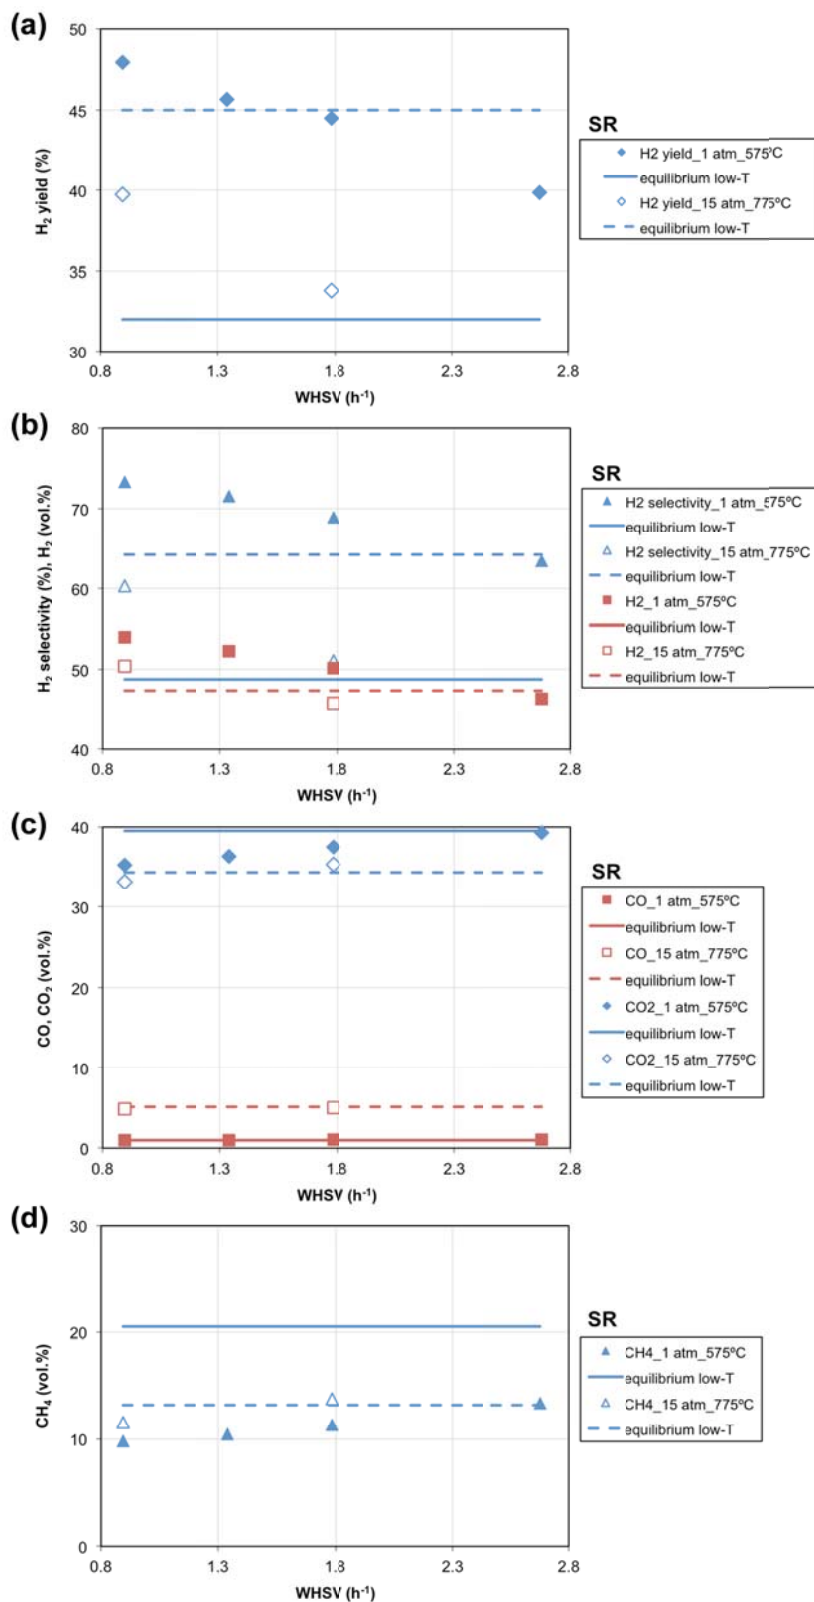 (a)
50
45
40
35
30
H2 yield (%)
0.8 1.3 1.8 2.3 2.8
WHSV (h-1)
SR
H2 yield_1 atm_575ºC
equilibrium low-T
H2 yield_15 atm_775ºC
equilibrium low-T
(b)
80
70
60
50
40
H2 selectivity (%), H2 (vol.%)
0.8 1.3 1.8 2.3 2.8
WHSV (h-1)
SR
H2 selectivity_1 atm_575ºC
equilibrium low-T
H2 selectivity_15 atm_775ºC
equilibrium low-T
H2_1 atm_575ºC
equilibrium low-T
H2_15 atm_775ºC
equilibrium low-T
(c)
40
30
20
10
0
CO, CO2 (vol.%)
0.8 1.3 1.8 2.3 2.8
WHSV (h-1)
SR
CO_1 atm_575ºC
equilibrium low-T
CO_15 atm_775ºC
equilibrium low-T
CO2_1 atm_575ºC
equilibrium low-T
CO2_15 atm_775ºC
equilibrium low-T
(d)
30
20
10
0
CH4 (vol.%)
0.8 1.3 1.8 2.3 2.8
WHSV (h-1)
SR
CH4_1 atm_575ºC
equilibrium low-T
CH4_15 atm_775ºC
equilibrium low-T